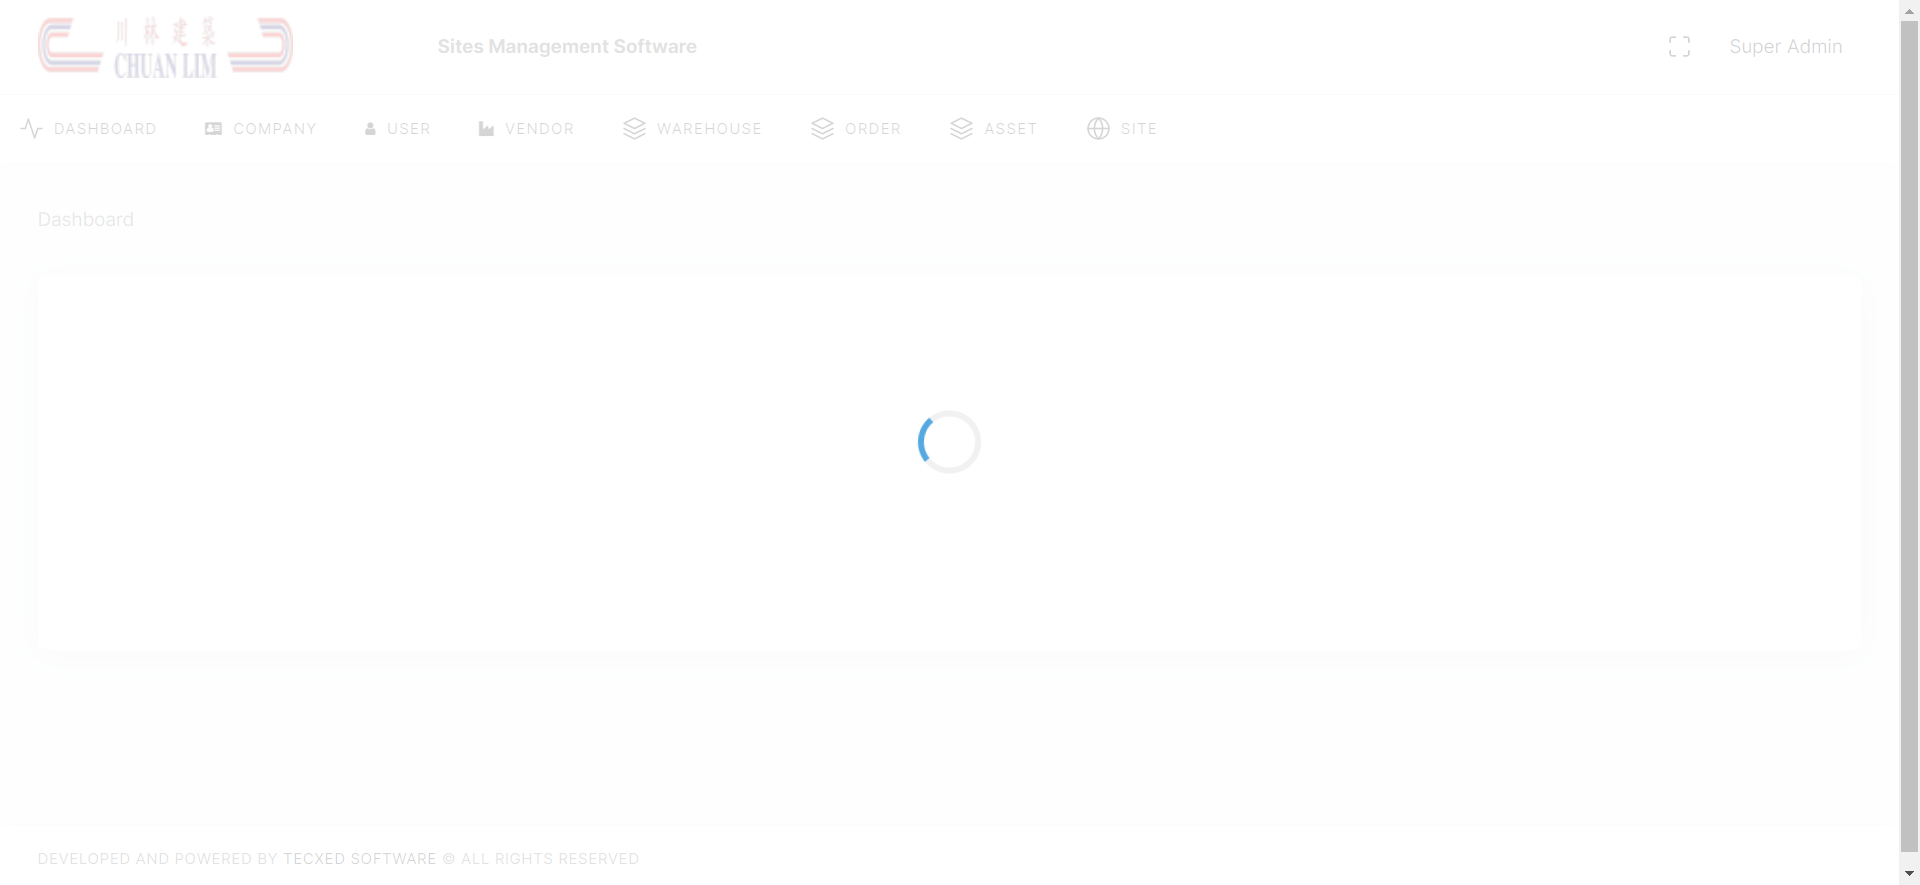 川林建築
CHUAN LIM
Sites Management Software
Super Admin
DASHBOARD COMPANY USER VENDOR WAREHOUSE ORDER ASSET SITE
Dashboard
DEVELOPED AND POWERED BY TECXED SOFTWARE © ALL RIGHTS RESERVED